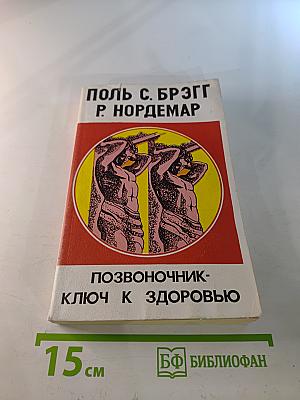 ПОЛЬ С. БРЭГГ
Р. НОРДЕМАР
ПОЗВОНОЧНИК-
КЛЮЧ К ЗДОРОВЬЮ
15 см
БФ БИБЛИОФАН